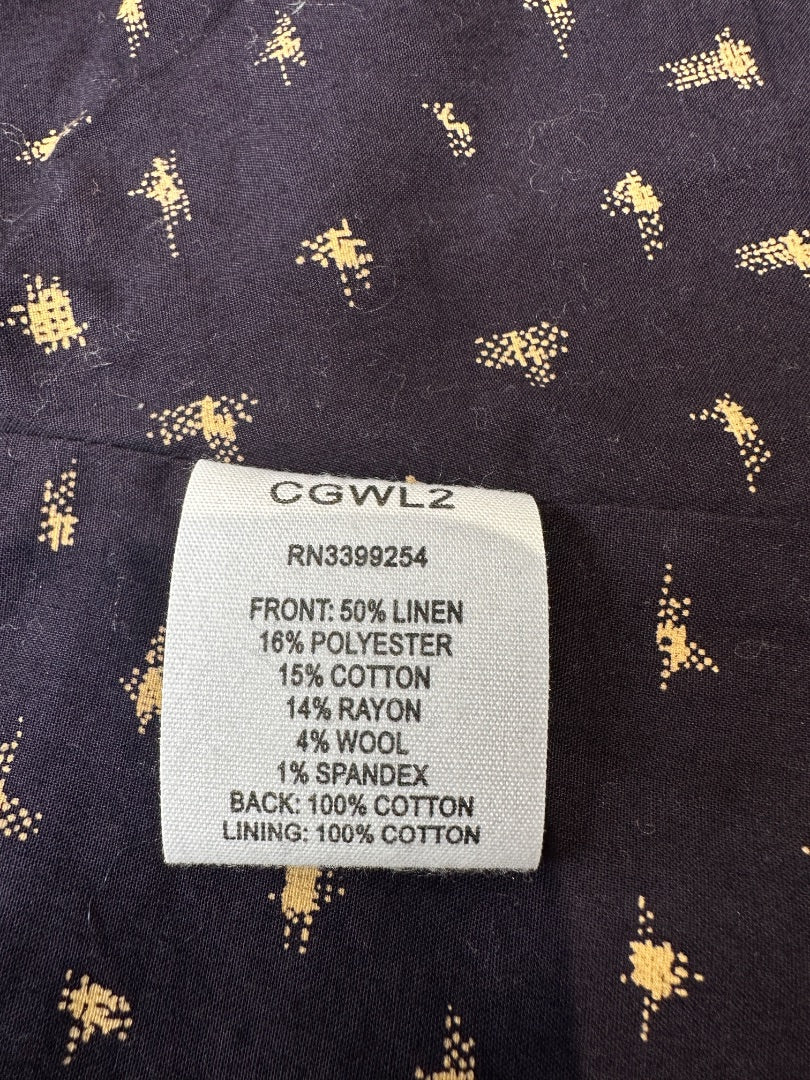 CGWL2
RN3399254
FRONT: 50% LINEN
16% POLYESTER
15% COTTON
14% RAYON
4% WOOL
1% SPANDEX
BACK: 100% COTTON
LINING: 100% COTTON